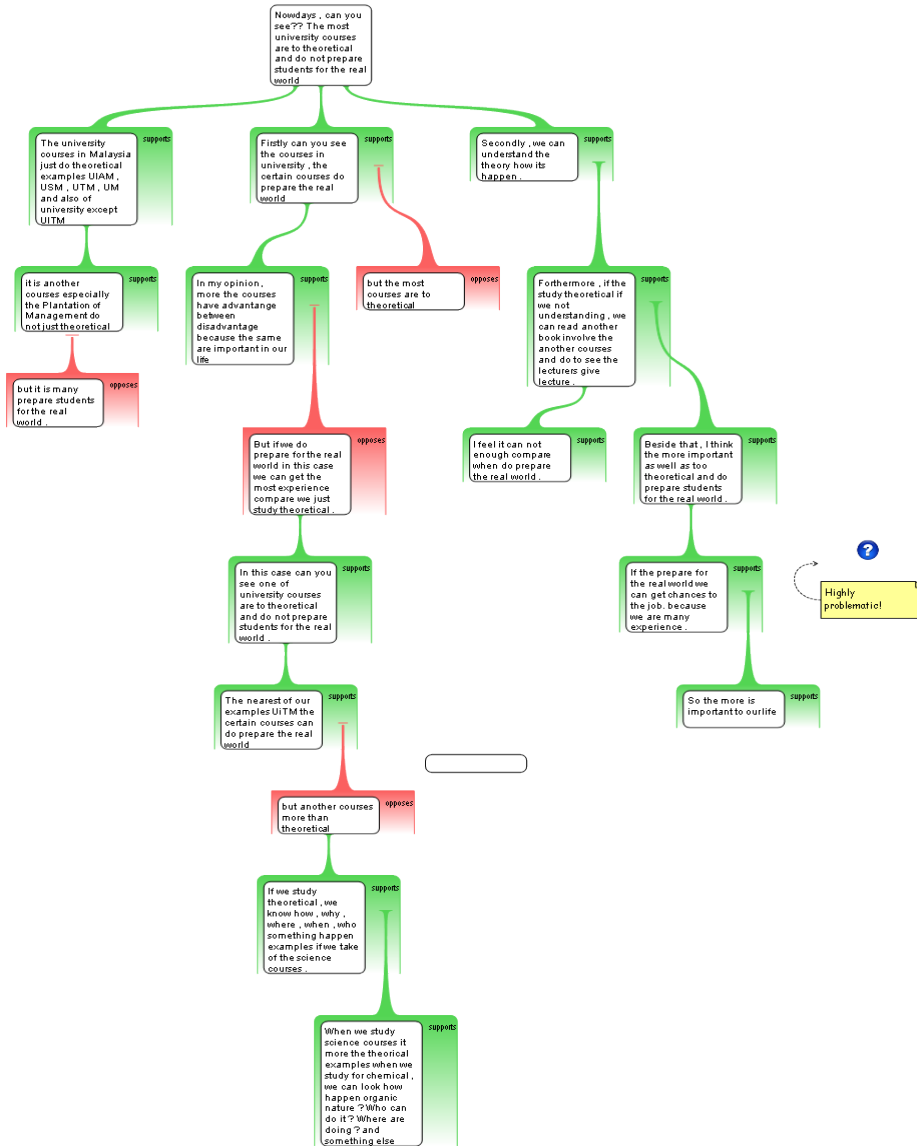 Nowdays , can you
see?? The most
university courses
are to theoretical
and do not prepare
students for the real
world
supports
The university
courses in Malaysia
just do theoretical
examples UIAM ,
USM , UTM , UM
and also of
university except
UITM
supports
Firstly can you see
the courses in
university , the
certain courses do
prepare the real
world
supports
Secondly , we can
understand the
theory how its
happen .
supports
it is another
courses especially
the Plantation of
Management do
not just theoretical
supports
In my opinion ,
more the courses
have advantange
between
disadvantage
because the same
are important in our
life
opposes
but the most
courses are to
theoretical
supports
Forthermore , if the
study theoretical if
we not
understanding , we
can read another
book involve the
another courses
and do to see the
lecturers give
lecture .
opposes
but it is many
prepare students
for the real
world .
opposes
But if we do
prepare for the real
world in this case
we can get the
most experience
compare we just
study theoretical .
supports
I feel it can not
enough compare
when do prepare
the real world .
supports
Beside that , I think
the more important
as well as too
theoretical and do
prepare students
for the real world .
supports
In this case can you
see one of
university courses
are to theoretical
and do not prepare
students for the real
world .
supports
If the prepare for
the real world we
can get chances to
the job. because
we are many
experience .
?
Highly
problematic!
supports
The nearest of our
examples UiTM the
certain courses can
do prepare the real
world
supports
So the more is
important to our life
opposes
but another courses
more than
theoretical
supports
If we study
theoretical , we
know how , why ,
where , when , who
something happen
examples if we take
of the science
courses .
supports
When we study
science courses it
more the theorical
examples when we
study for chemical ,
we can look how
happen organic
nature ? Who can
do it ? Where are
doing ? and
something else